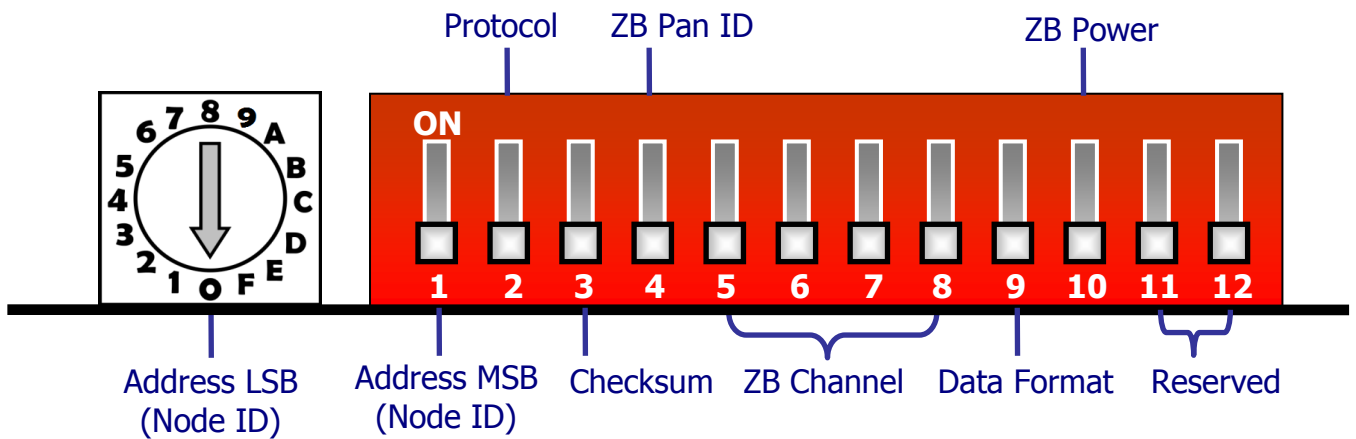 Protocol ZB Pan ID ZB Power
ON
8
7 9
6 A
5 B
4 C
3 D
2 E
1 0 F
1 2 3 4 5 6 7 8 9 10 11 12
Address LSB
(Node ID)
Address MSB
(Node ID)
Checksum ZB Channel Data Format Reserved